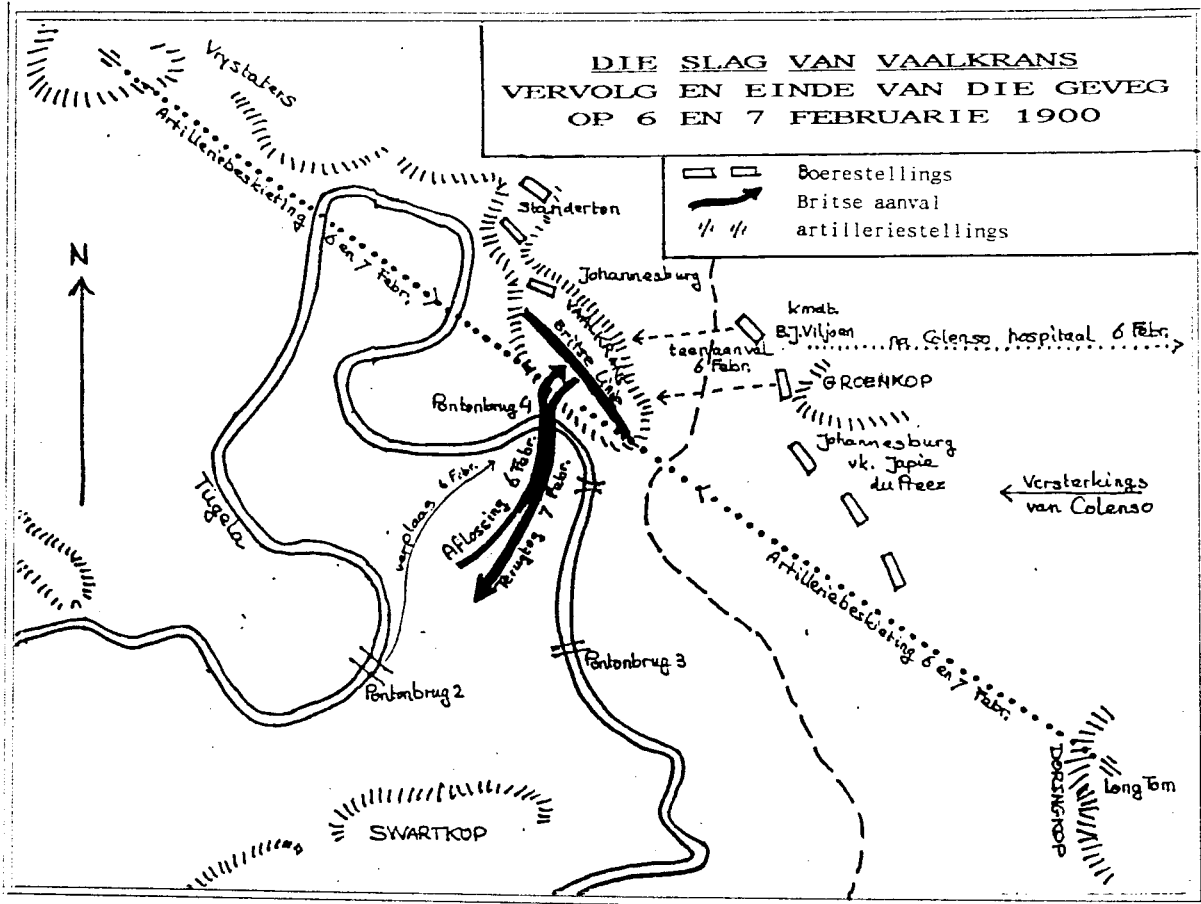 DIE SLAG VAN VAALKRANS
VERVOLG EN EINDE VAN DIE GEVEG
OP 6 EN 7 FEBRUARIE 1900
Boerestellings
Britse aanval
artilleriestellings
Vrystaters
Artilleriebeskieting 6 en 7 Febr.
N
Standerton
Johannesburg
VAALKRANS
Britse linie
kmdt.
B.J. Viljoen
teenaanval
6 Febr.
na Colenso hospitaal 6 Febr.
GROENKOP
Johannesburg
vk. Japie
du Preez
Versterkings
van Colenso
Pontonbrug 4
Tugela
verplaas 6 Febr.
Aflossing 6 Febr.
Terugtog 7 Febr.
Pontonbrug 2
Pontonbrug 3
Artilleriebeskieting 6 en 7 Febr.
SWARTKOP
DORINGKOP
Long Tom